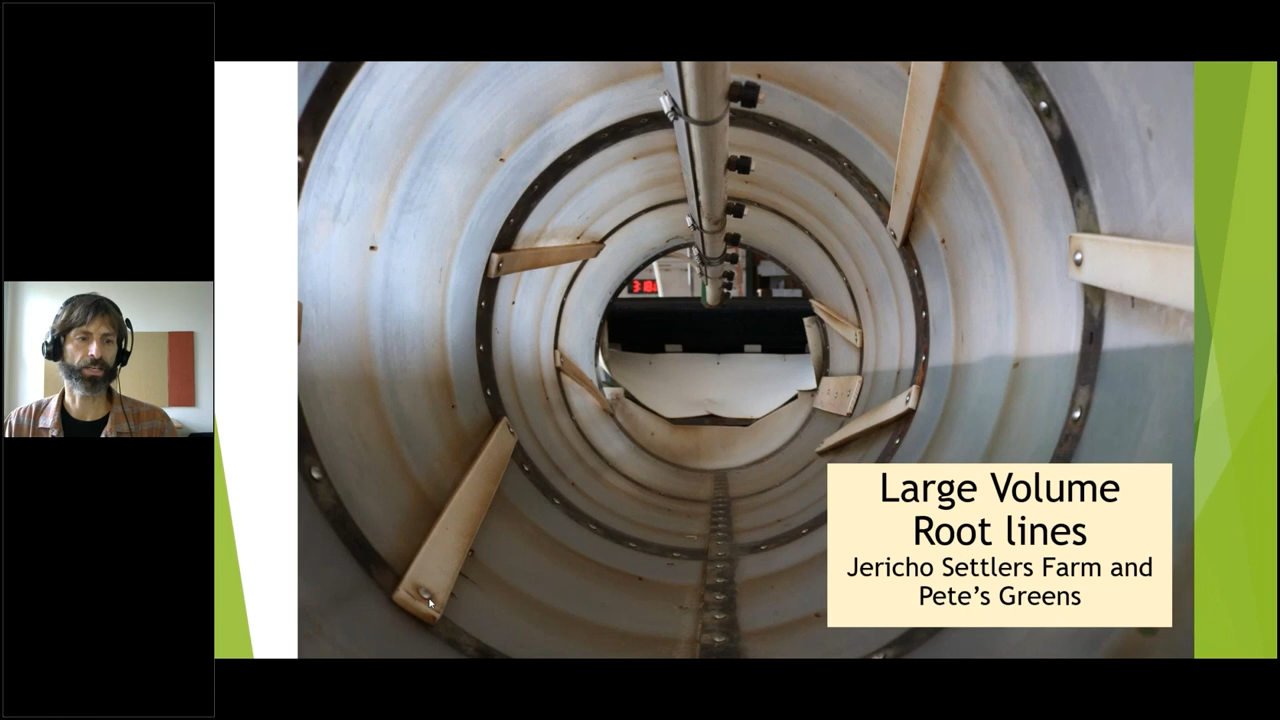 Large Volume
Root lines
Jericho Settlers Farm and
Pete's Greens